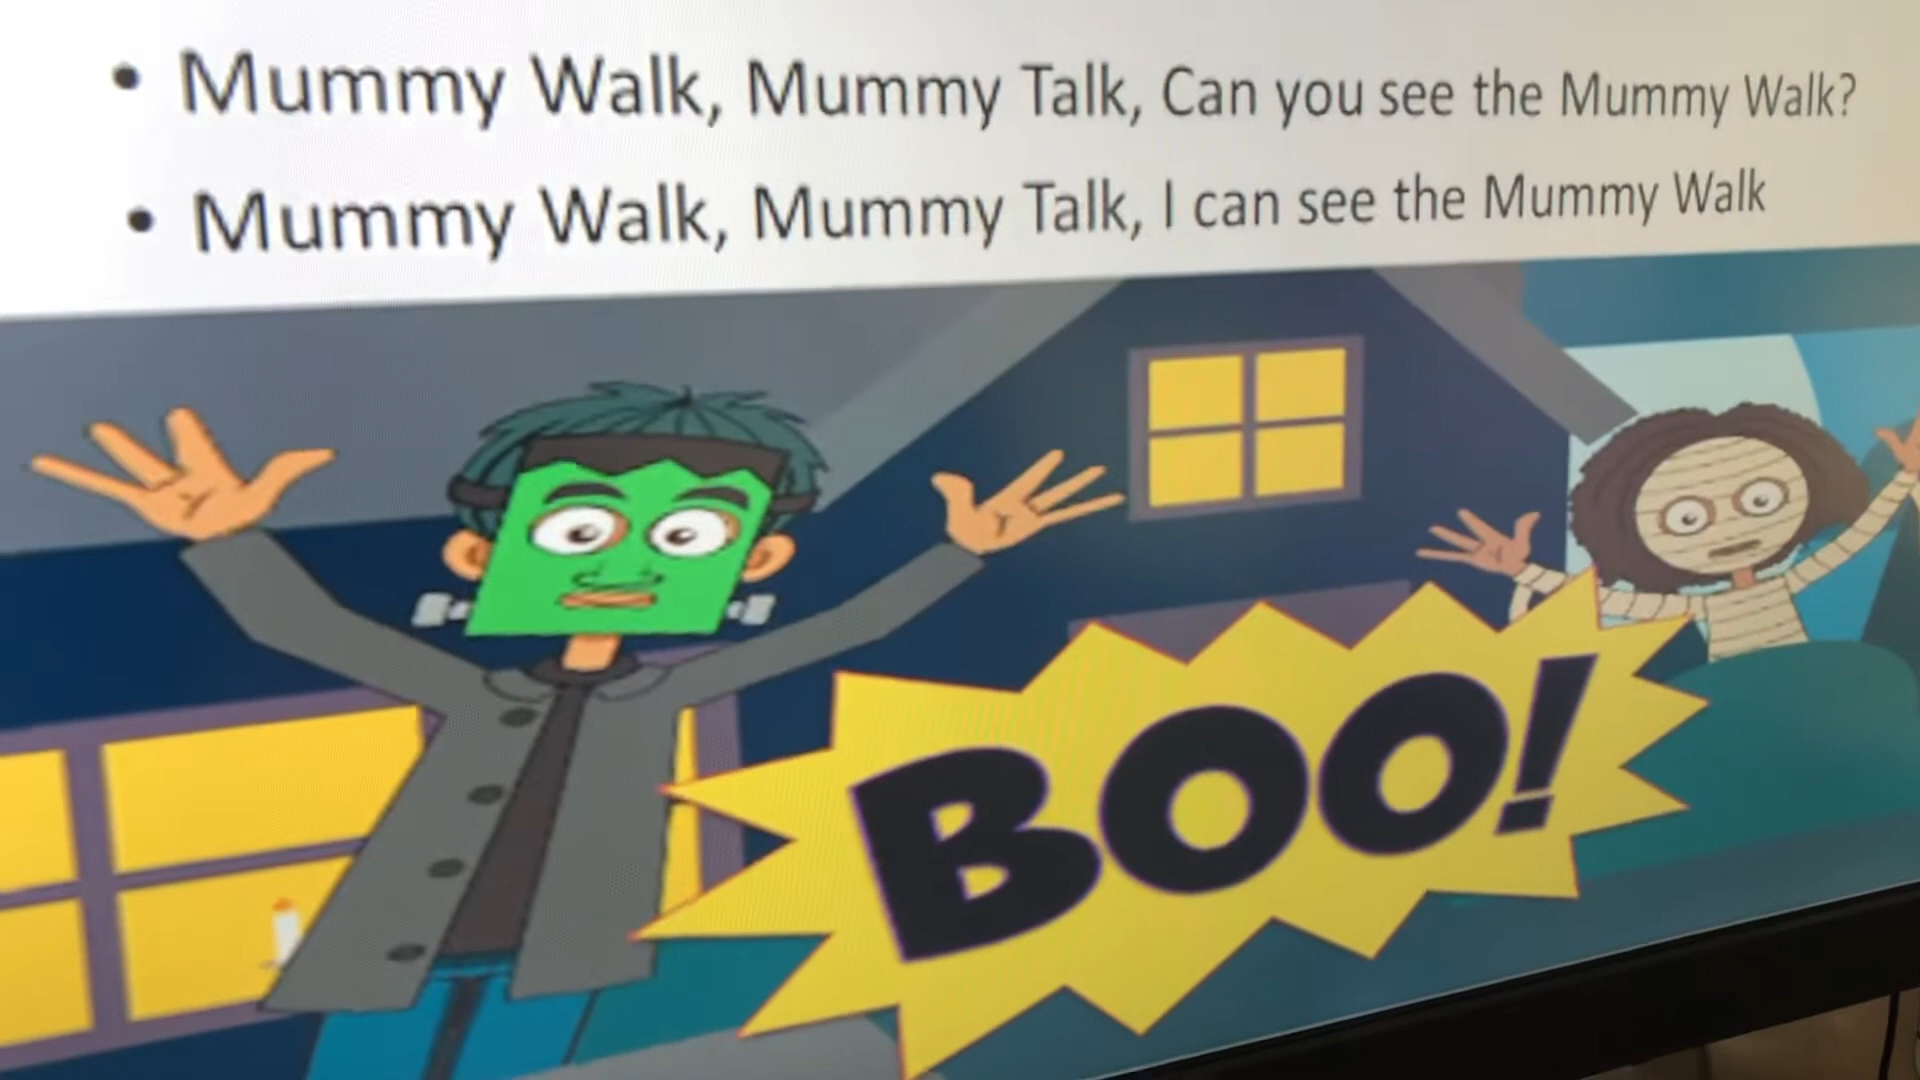 • Mummy Walk, Mummy Talk, Can you see the Mummy Walk?
• Mummy Walk, Mummy Talk, I can see the Mummy Walk
BOO!